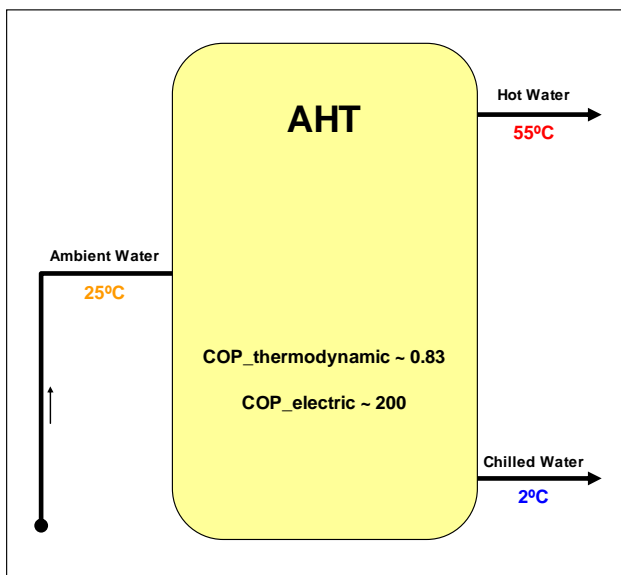 AHT
Hot Water
55ºC
Ambient Water
25ºC
COP_thermodynamic ~ 0.83
COP_electric ~ 200
Chilled Water
2ºC